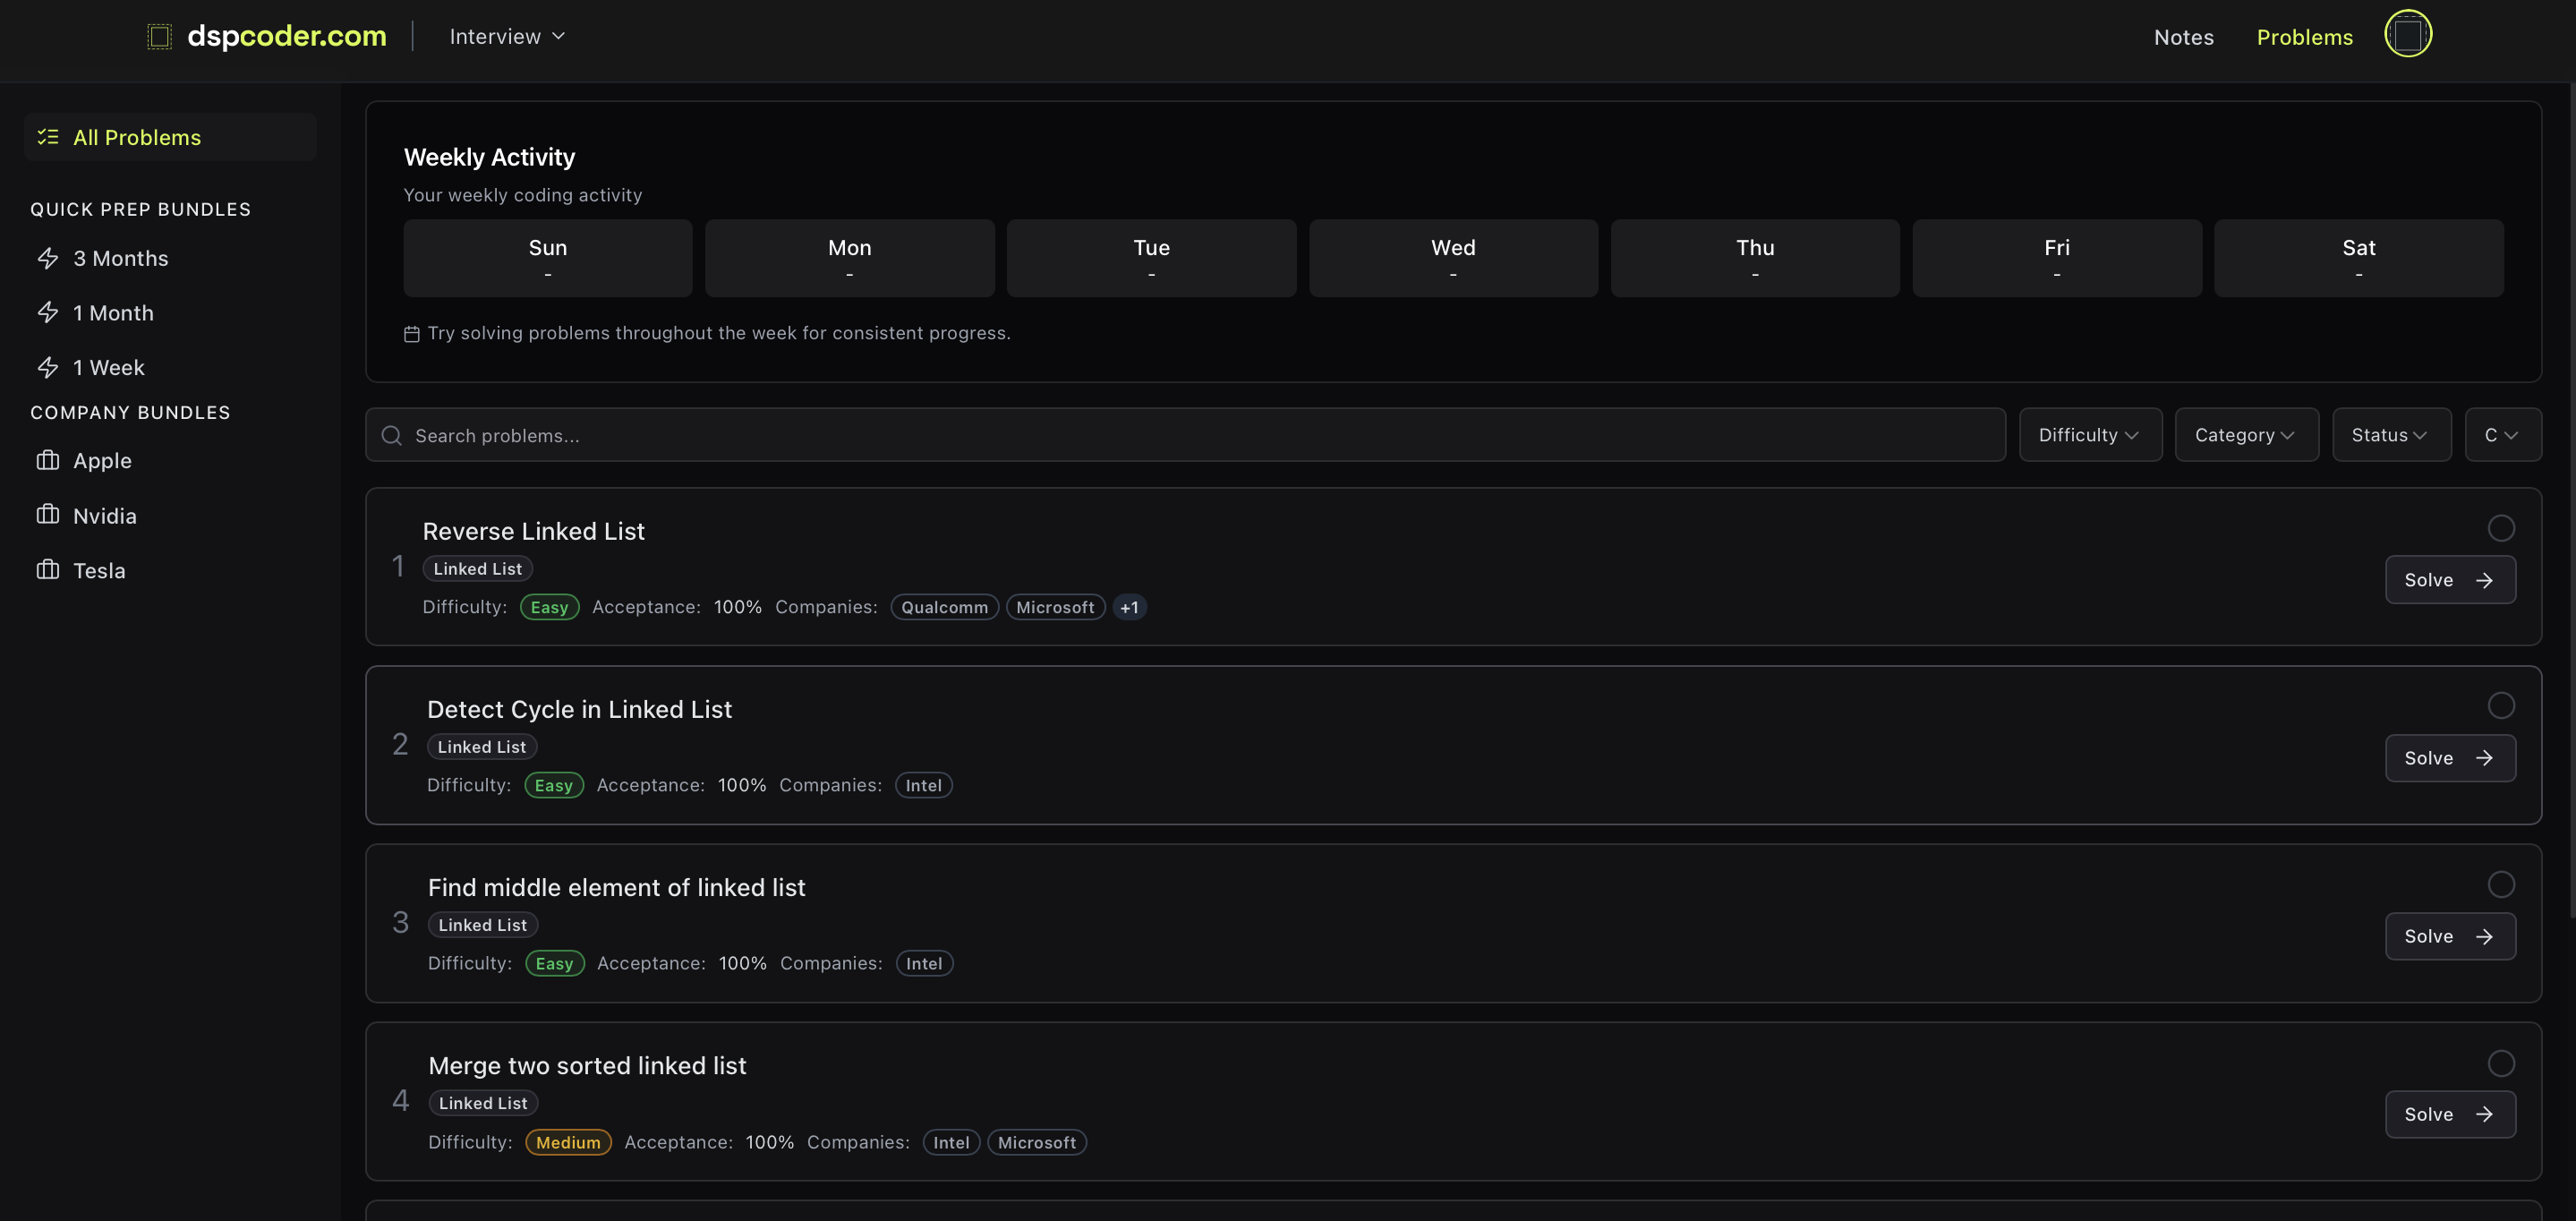 dspcoder.com
Interview
Notes
Problems
All Problems
QUICK PREP BUNDLES
3 Months
1 Month
1 Week
COMPANY BUNDLES
Apple
Nvidia
Tesla
Weekly Activity
Your weekly coding activity
Sun Mon Tue Wed Thu Fri Sat
- - - - - - -
Try solving problems throughout the week for consistent progress.
Search problems...
Difficulty
Category
Status
C
Reverse Linked List
1
Linked List
Difficulty: Easy Acceptance: 100% Companies: Qualcomm Microsoft +1
Solve
Detect Cycle in Linked List
2
Linked List
Difficulty: Easy Acceptance: 100% Companies: Intel
Solve
Find middle element of linked list
3
Linked List
Difficulty: Easy Acceptance: 100% Companies: Intel
Solve
Merge two sorted linked list
4
Linked List
Difficulty: Medium Acceptance: 100% Companies: Intel Microsoft
Solve